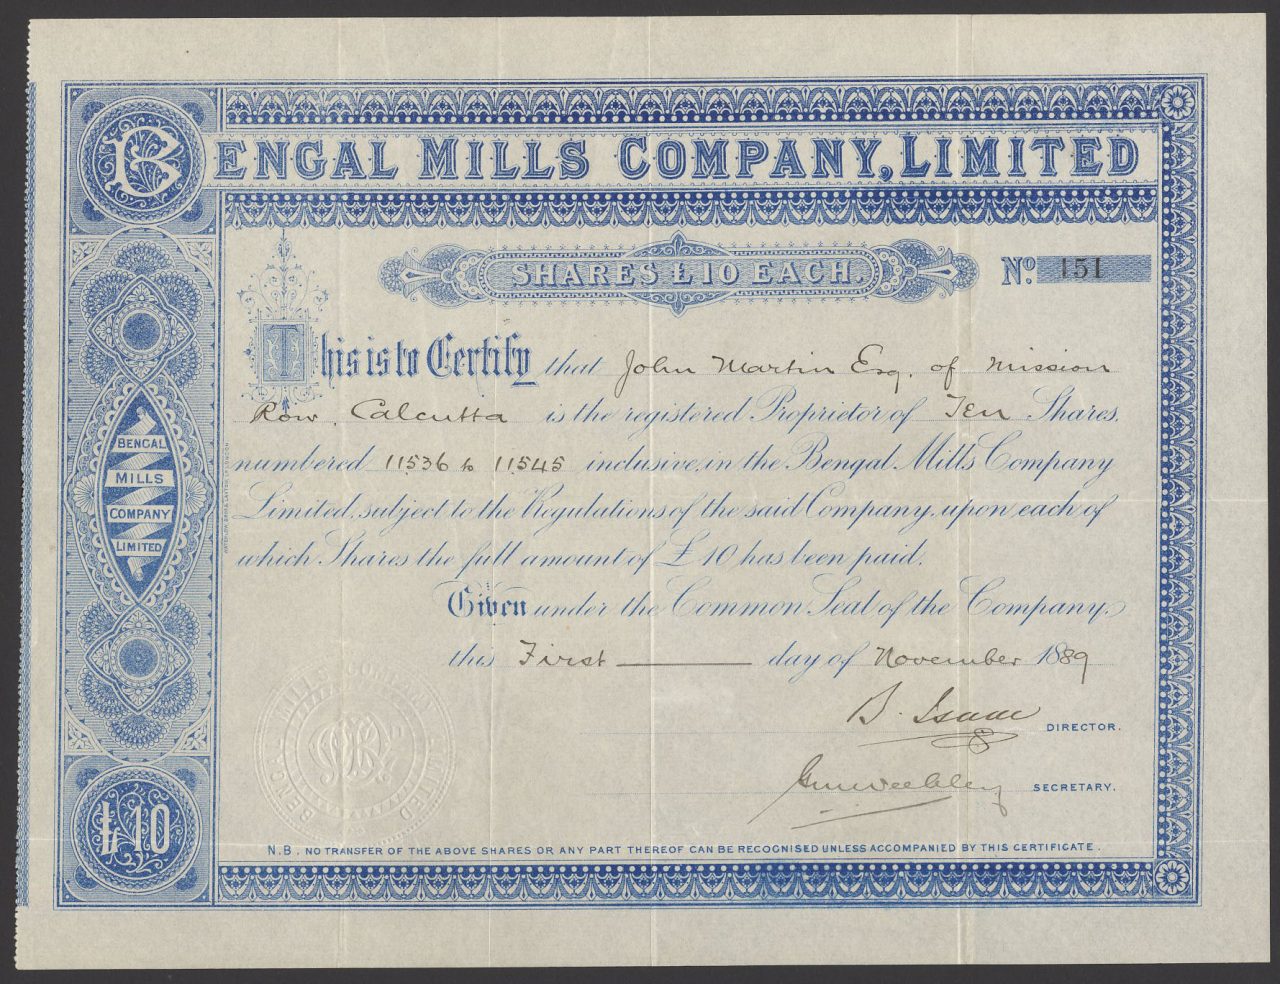 BENGAL MILLS COMPANY, LIMITED
SHARES £10 EACH.
No. 151
This is to Certify that John Martin Esq. of Mission
Row, Calcutta is the registered Proprietor of Ten Shares,
numbered 11536 to 11545 inclusive, in the Bengal Mills Company
Limited, subject to the Regulations of the said Company, upon each of
which Shares the full amount of £10 has been paid.
Given under the Common Seal of the Company,
this First day of November 1889
B. Isaac DIRECTOR.
SECRETARY.
BENGAL
MILLS
COMPANY
LIMITED
£10
BENGAL MILLS COMPANY LIMITED
N.B. NO TRANSFER OF THE ABOVE SHARES OR ANY PART THEREOF CAN BE RECOGNISED UNLESS ACCOMPANIED BY THIS CERTIFICATE.